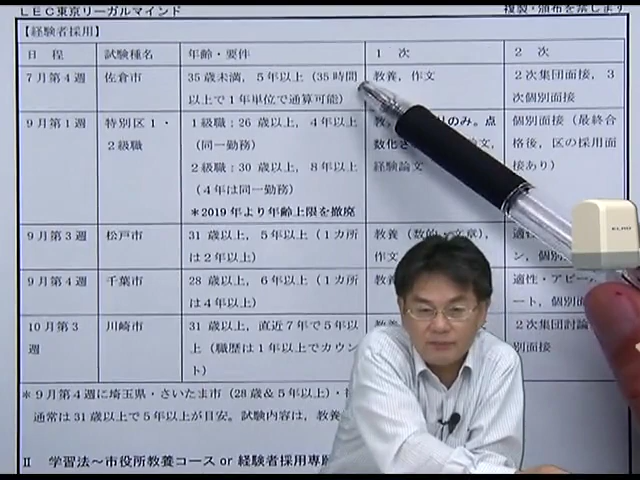 LEC東京リーガルマインド
複製・頒布を禁じます
【経験者採用】
日 程 試験種名 年齢・要件 1 次 2 次
7月第4週 佐倉市 35歳未満，5年以上（35時間 教養，作文 2次集団面接，3
以上で1年単位で通算可能） 次個別面接
9月第1週 特別区1・ 1級職：26歳以上，4年以上 のみ。点 個別面接（最終合
2級職 （同一勤務） 数化 文， 格後，区の採用面
2級職：30歳以上，8年以上 経験論文 接あり）
（4年は同一勤務）
＊2019年より年齢上限を撤廃
9月第3週 松戸市 31歳以上，5年以上（1カ所 教養（数的・文章），
は2年以上） 作文
9月第4週 千葉市 28歳以上，6年以上（1カ所 適性・アピー
は4年以上） ート，個別面
10月第3 川崎市 31歳以上，直近7年で5年以 2次集団討論
週 上（職歴は1年以上でカウン 別面接
ト）
＊9月第4週に埼玉県・さいたま市（28歳＆5年以上）・
通常は31歳以上で5年以上が目安。試験内容は，教養
Ⅱ 学習法～市役所教養コース or 経験者採用専
ELMO